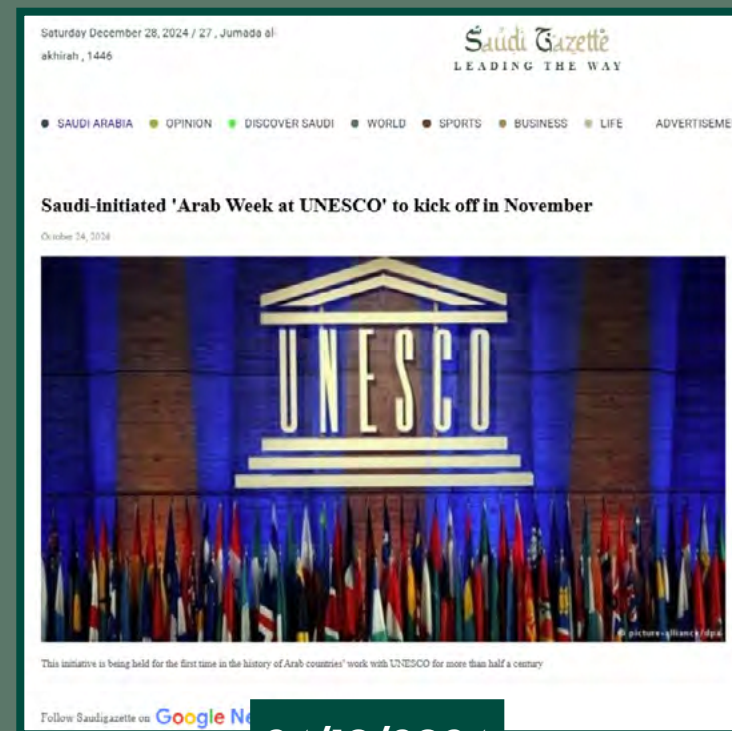 Saturday December 28, 2024 / 27 , Jumada al-
akhirah , 1446
Saudi Gazette
LEADING THE WAY
SAUDI ARABIA OPINION DISCOVER SAUDI WORLD SPORTS BUSINESS LIFE ADVERTISEME
Saudi-initiated 'Arab Week at UNESCO' to kick off in November
October 24, 2024
UNESCO
picture-alliance/dpa
This initiative is being held for the first time in the history of Arab countries' work with UNESCO for more than half a century
Follow Saudigazette on Google Ne